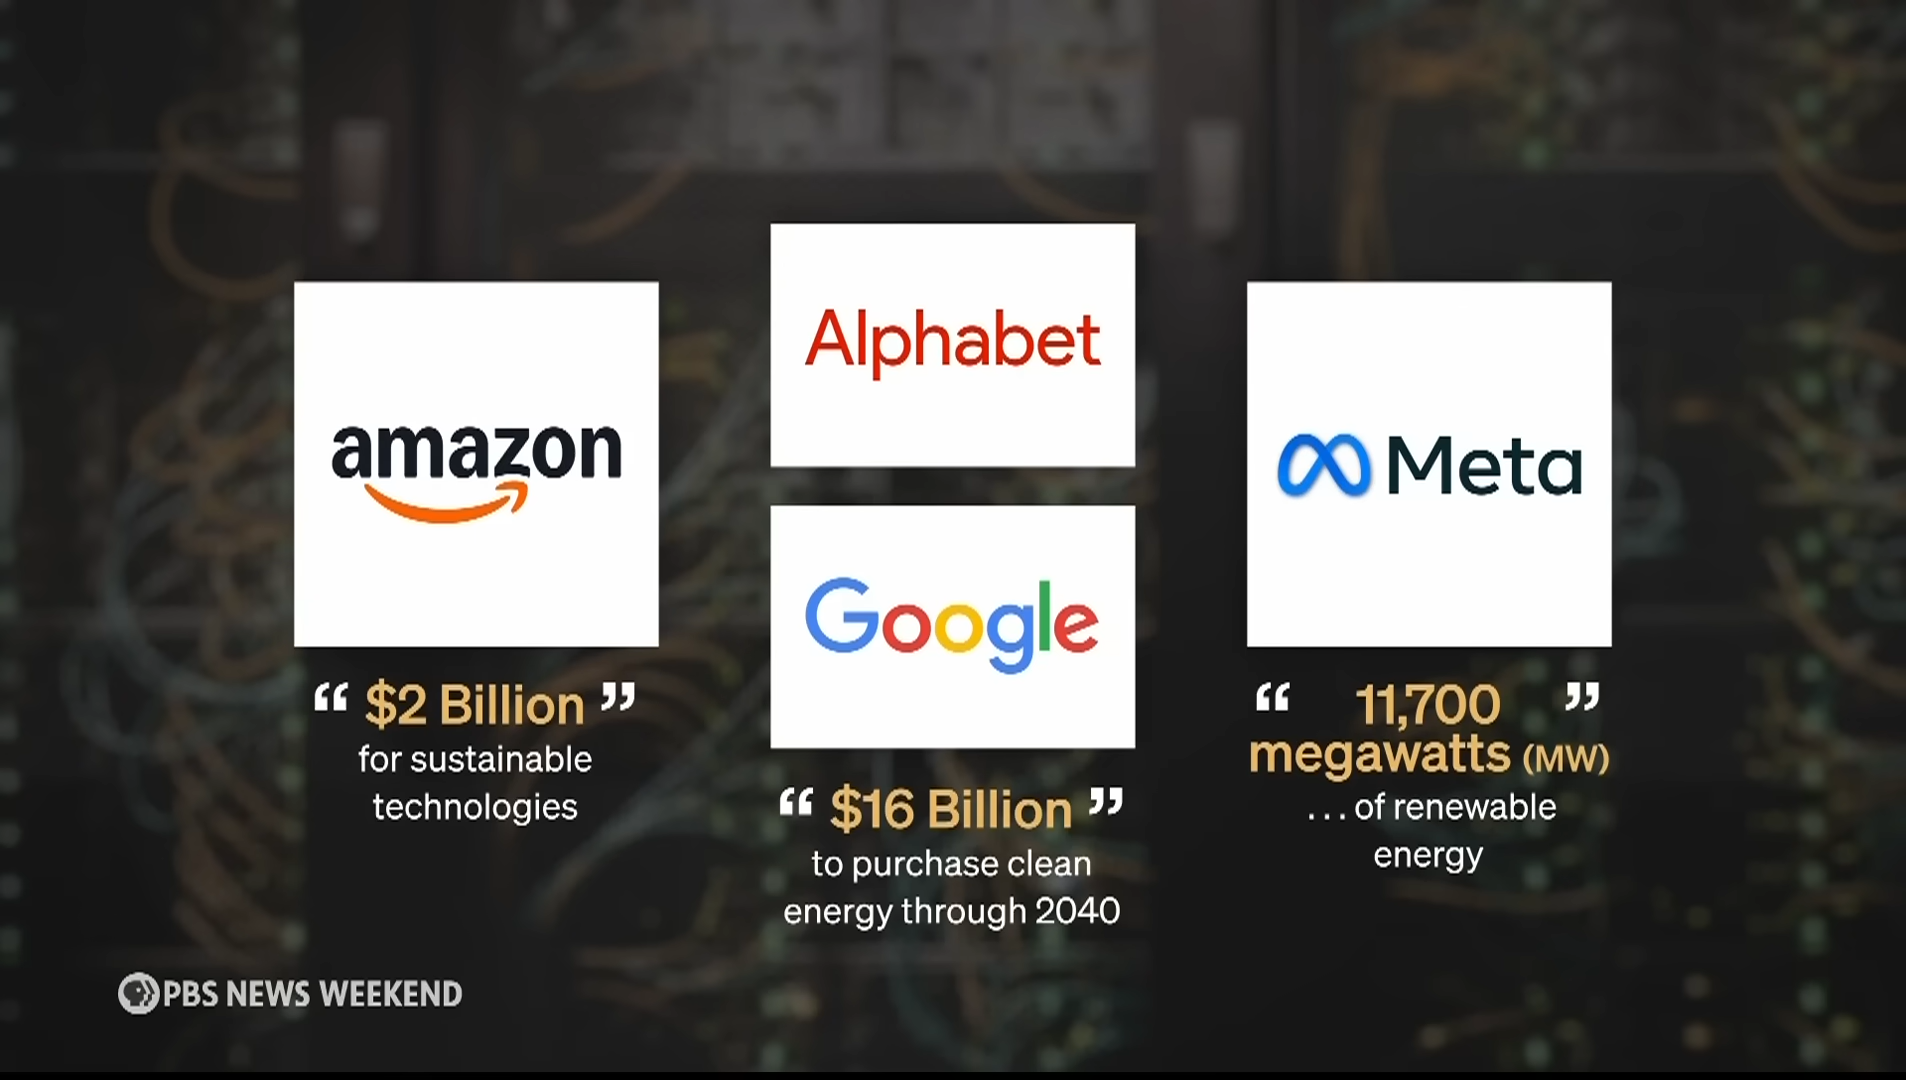 amazon
“ $2 Billion ”
for sustainable
technologies
Alphabet
Google
“ $16 Billion ”
to purchase clean
energy through 2040
Meta
“ 11,700 ”
megawatts (MW)
...of renewable
energy
PBS NEWS WEEKEND